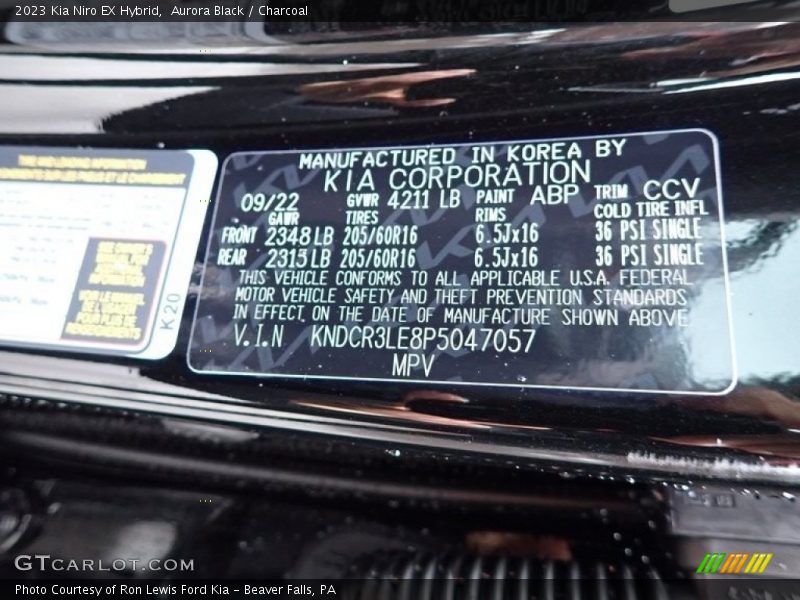 2023 Kia Niro EX Hybrid, Aurora Black / Charcoal
MANUFACTURED IN KOREA BY
KIA CORPORATION
09/22 GVWR 4211 LB PAINT ABP TRIM CCV
GAWR TIRES RIMS COLD TIRE INFL
FRONT 2348 LB 205/60R16 6.5Jx16 36 PSI SINGLE
REAR 2315 LB 205/60R16 6.5Jx16 36 PSI SINGLE
THIS VEHICLE CONFORMS TO ALL APPLICABLE U.S.A. FEDERAL
MOTOR VEHICLE SAFETY AND THEFT PREVENTION STANDARDS
IN EFFECT ON THE DATE OF MANUFACTURE SHOWN ABOVE.
V.I.N KNDCR3LE8P5047057
MPV
TIRE AND LOADING INFORMATION
K20
GTCARLOT.COM
Photo Courtesy of Ron Lewis Ford Kia – Beaver Falls, PA